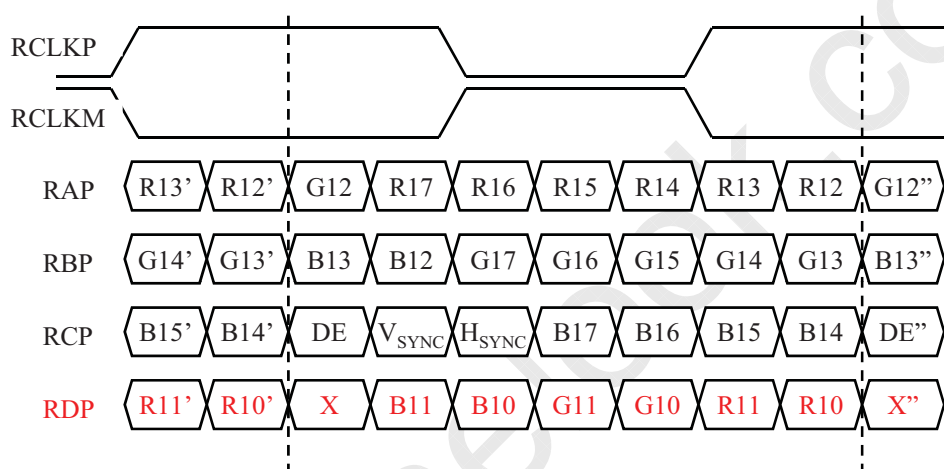 RCLKP
RCLKM
RAP R13’ R12’ G12 R17 R16 R15 R14 R13 R12 G12”
RBP G14’ G13’ B13 B12 G17 G16 G15 G14 G13 B13”
RCP B15’ B14’ DE VSYNC HSYNC B17 B16 B15 B14 DE”
RDP R11’ R10’ X B11 B10 G11 G10 R11 R10 X”